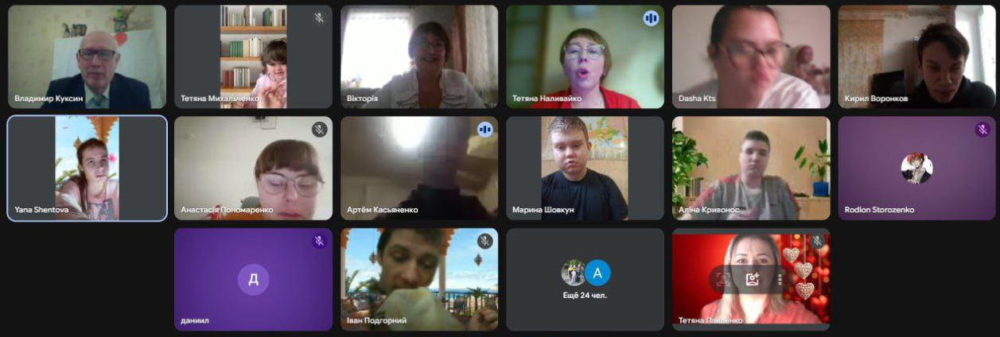 Владимир Куксин
Тетяна Михальченко
Вікторія
Тетяна Наливайко
Dasha Kts
Кирил Воронков
Yana Shentova
Анастасія Пономаренко
Артём Касьяненко
Марина Шовкун
Аліна Кривонос
Rodion Storozenko
Д
даниил
Іван Подгорний
А
Ещё 24 чел.
Тетяна Павленко